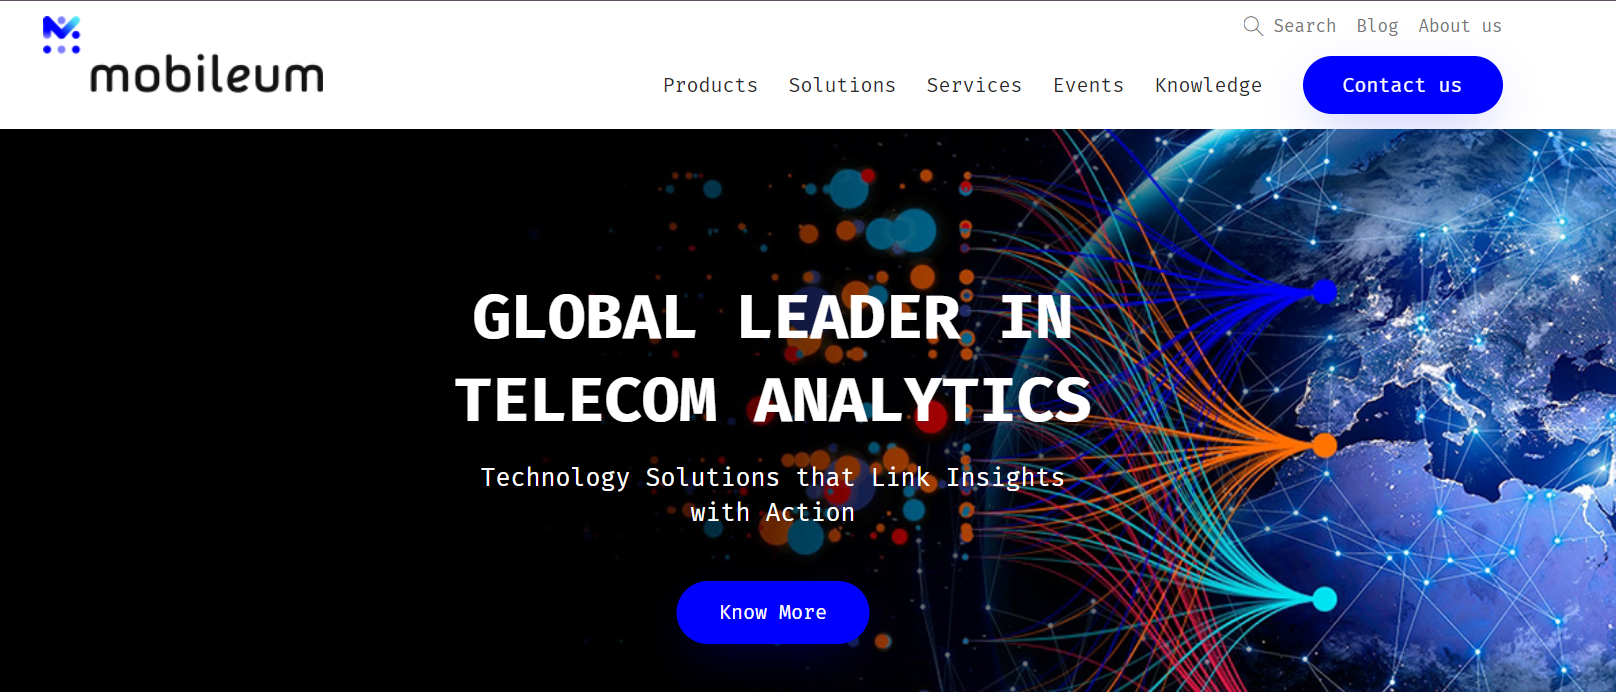 mobileum
Search Blog About us
Products Solutions Services Events Knowledge Contact us
GLOBAL LEADER IN
TELECOM ANALYTICS
Technology Solutions that Link Insights
with Action
Know More